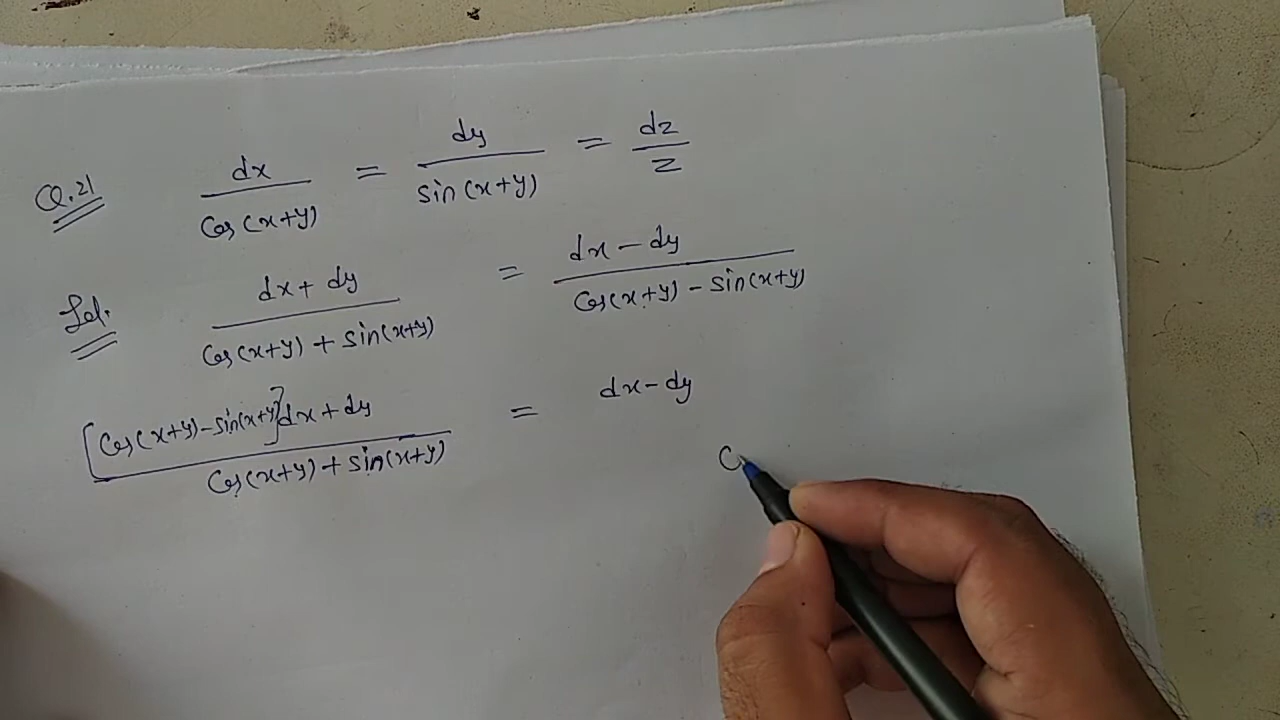 Q.21 dx/cos(x+y) = dy/sin(x+y) = dz/z
Sol. dx+dy/cos(x+y)+sin(x+y) = dx-dy/cos(x+y)-sin(x+y)
[cos(x+y)-sin(x+y)]dx+dy/cos(x+y)+sin(x+y) = dx-dy
C